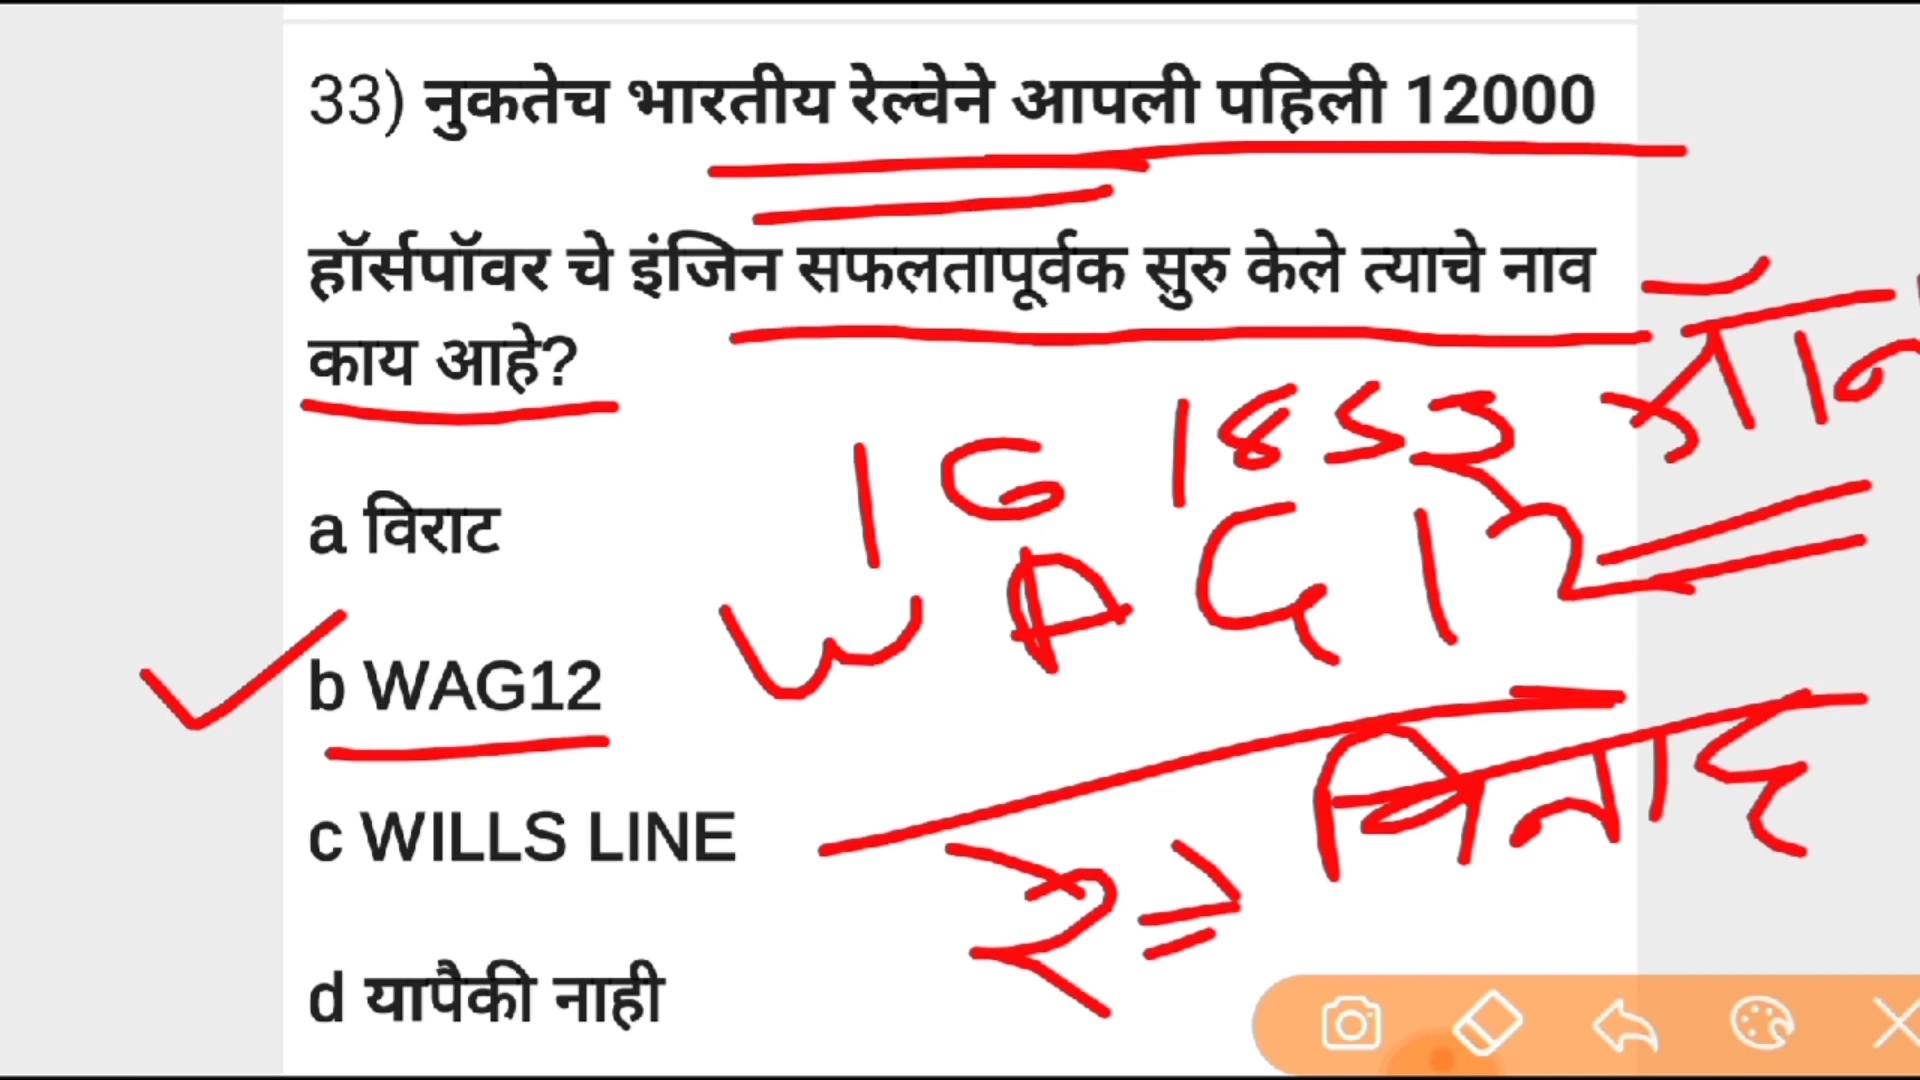 33) नुकतेच भारतीय रेल्वेने आपली पहिली 12000
हॉर्सपॉवर चे इंजिन सफलतापूर्वक सुरु केले त्याचे नाव
काय आहे?
16 1853
a विराट
WAG12
b WAG12
c WILLS LINE
d यापैकी नाही